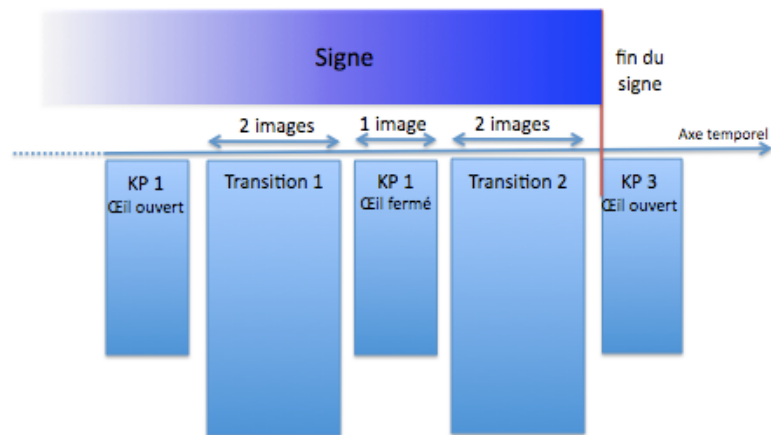 Signe
fin du
signe
2 images
1 image
2 images
Axe temporel
KP 1
Œil ouvert
Transition 1
KP 1
Œil fermé
Transition 2
KP 3
Œil ouvert